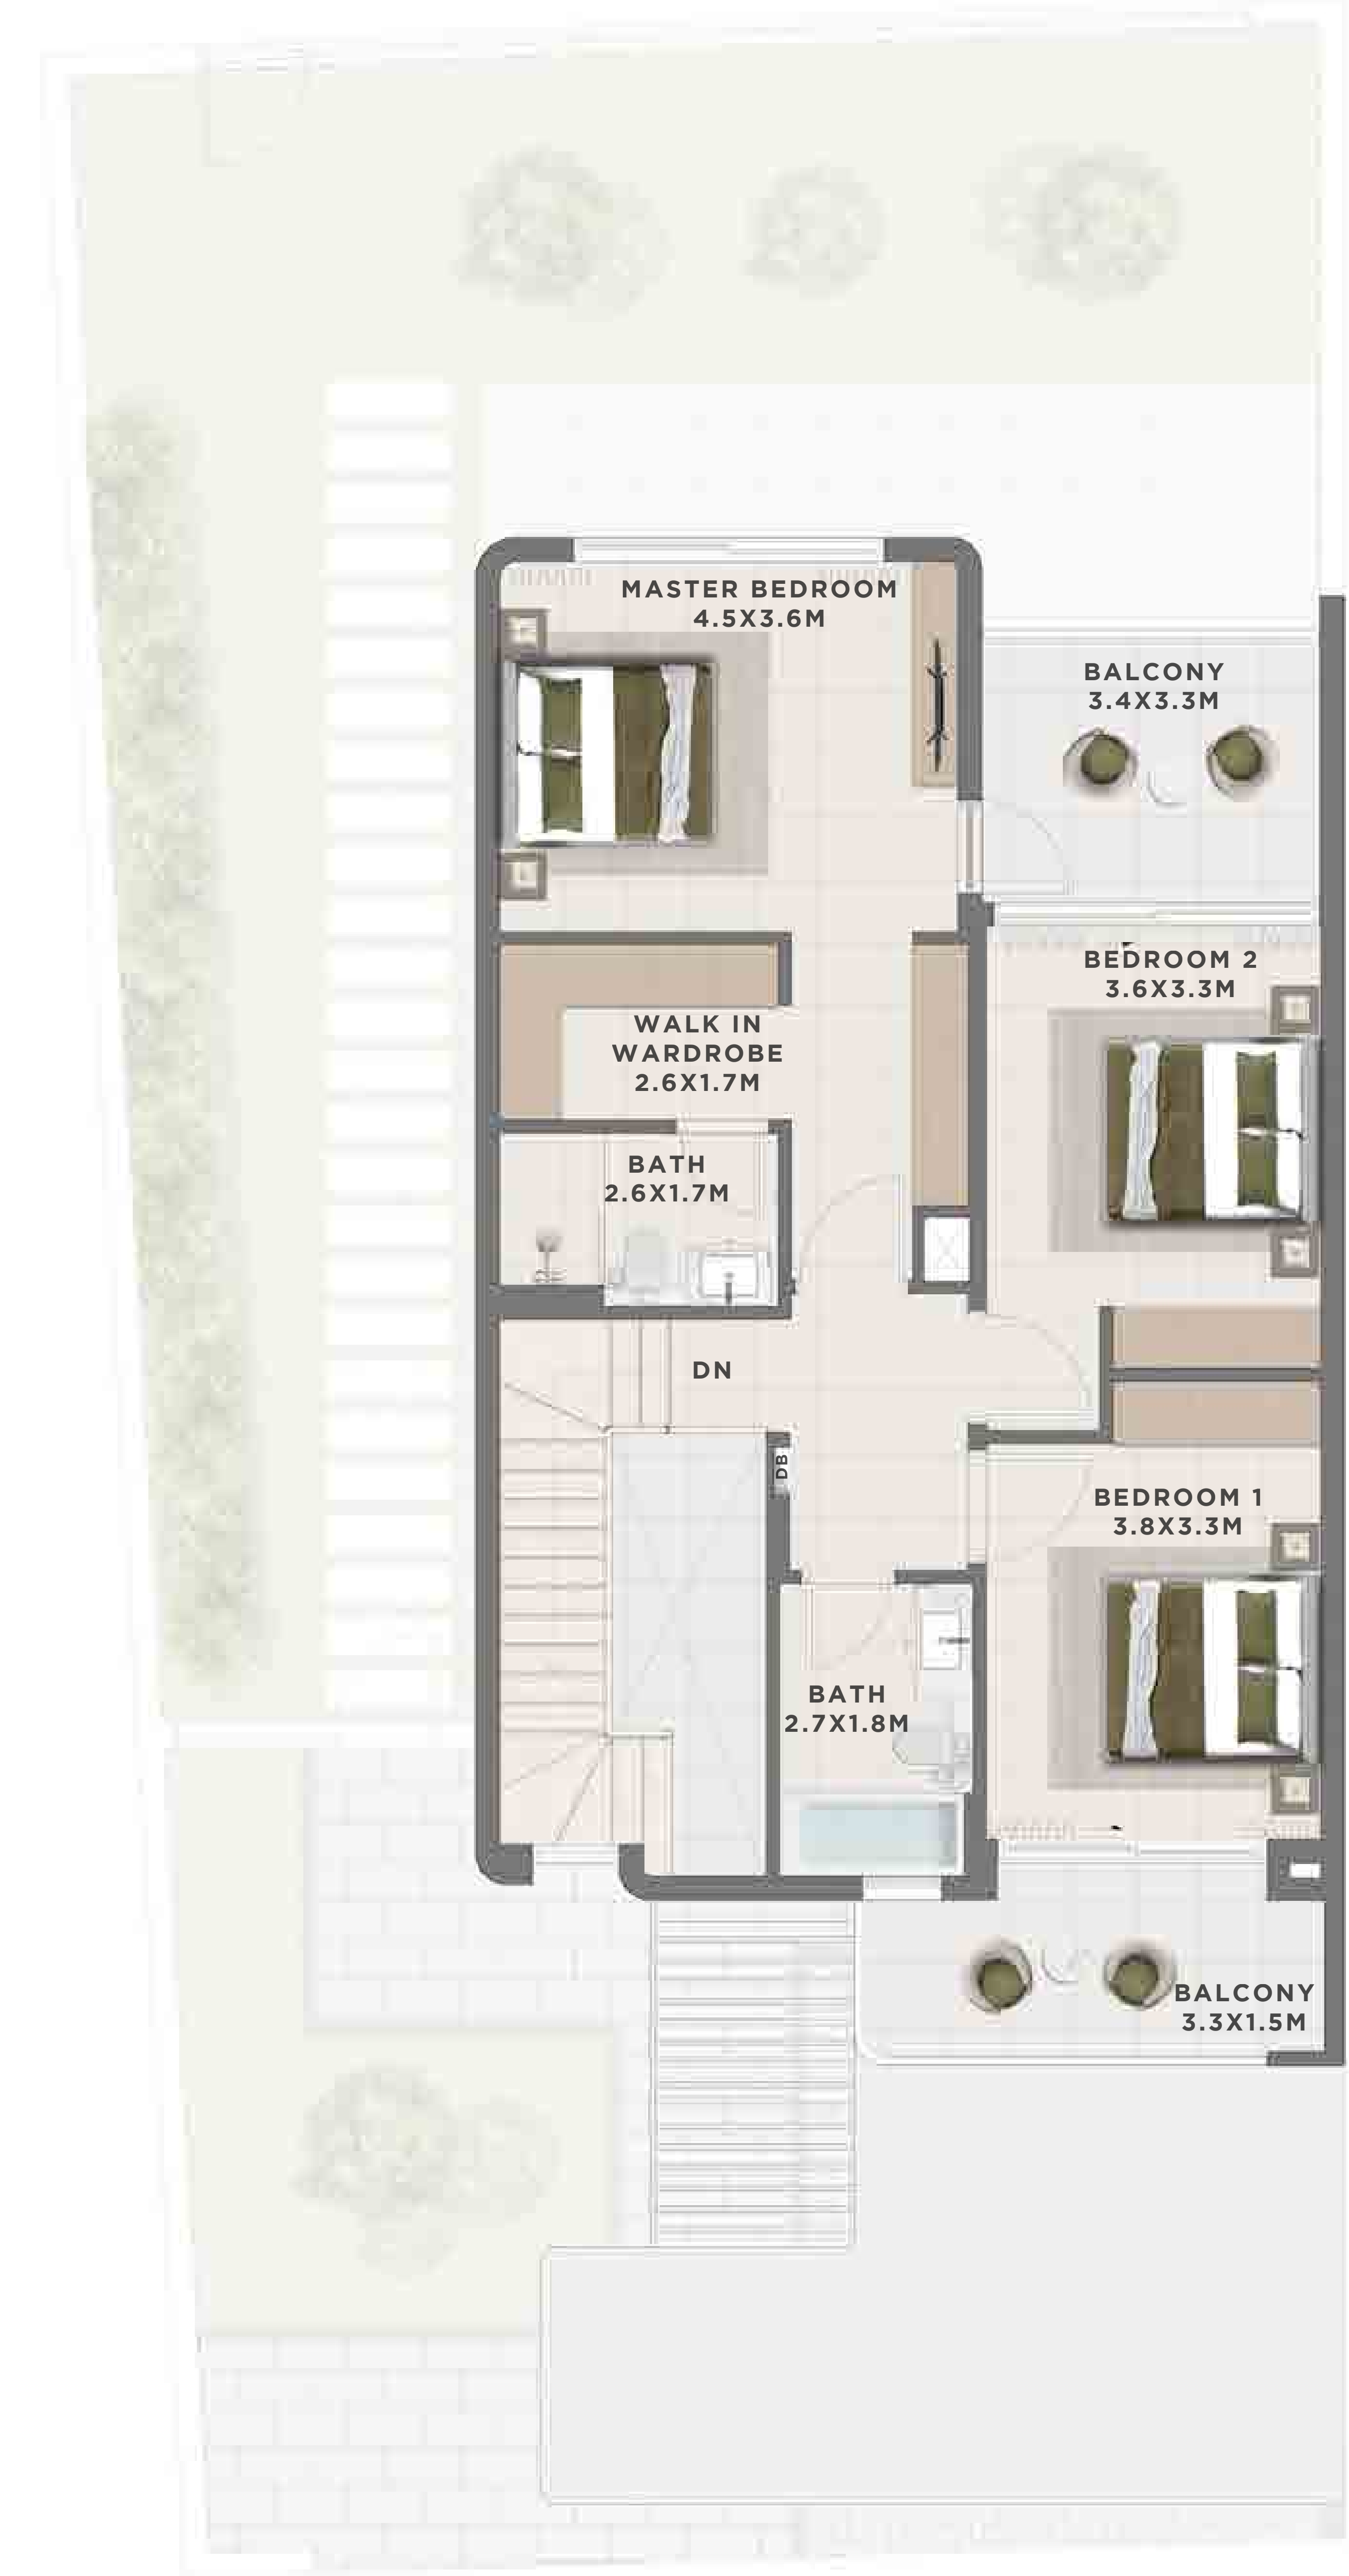 MASTER BEDROOM
4.5X3.6M
BALCONY
3.4X3.3M
BEDROOM 2
3.6X3.3M
WALK IN
WARDROBE
2.6X1.7M
BATH
2.6X1.7M
DN
DB
BEDROOM 1
3.8X3.3M
BATH
2.7X1.8M
BALCONY
3.3X1.5M